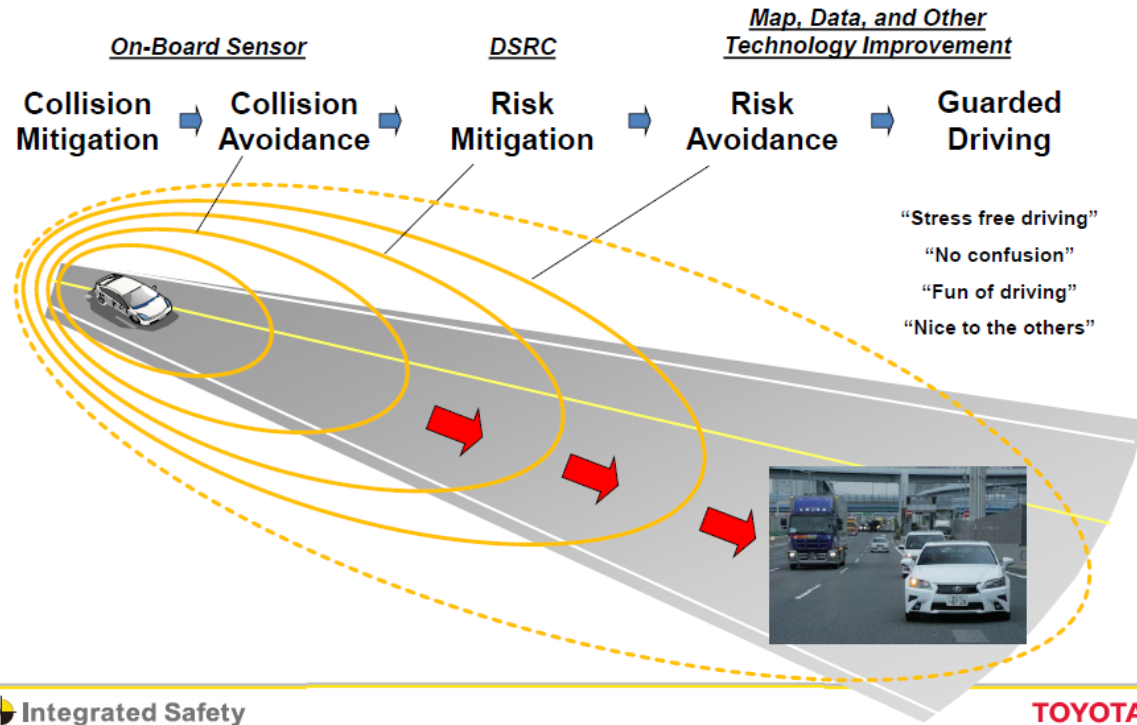 On-Board Sensor
DSRC
Map, Data, and Other
Technology Improvement
Collision
Mitigation
Collision
Avoidance
Risk
Mitigation
Risk
Avoidance
Guarded
Driving
“Stress free driving”
“No confusion”
“Fun of driving”
“Nice to the others”
Integrated Safety
TOYOTA